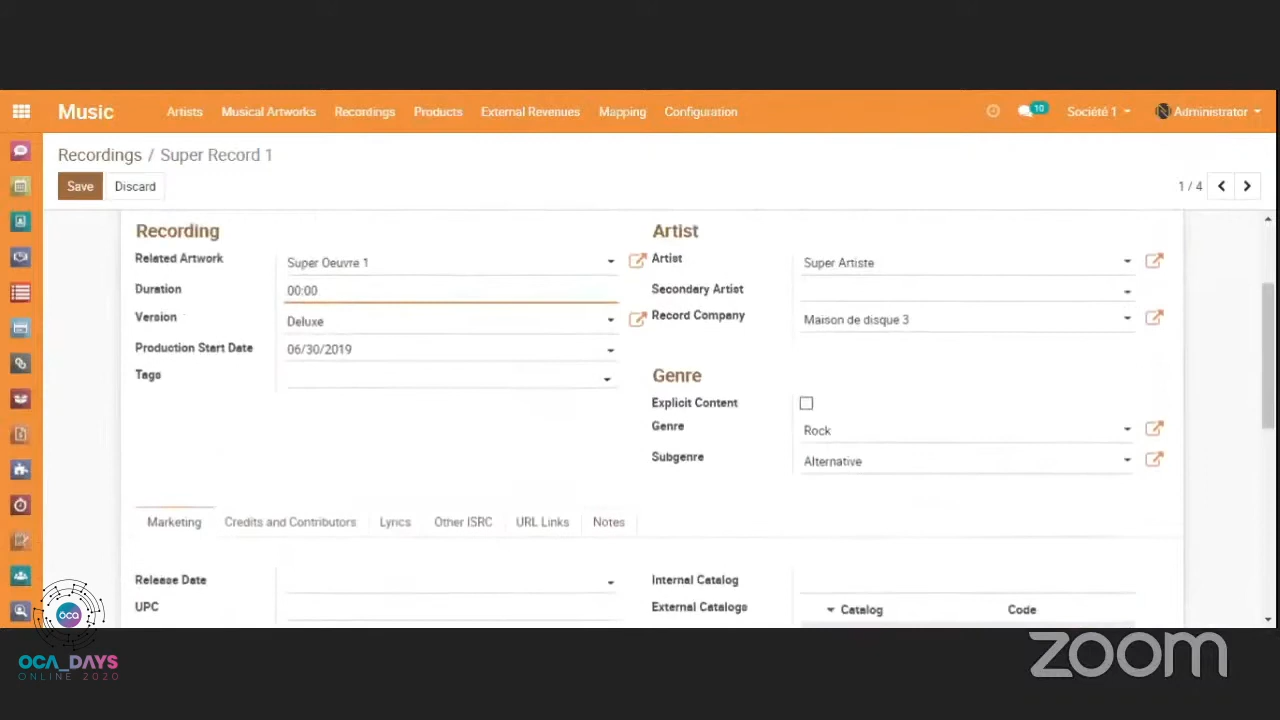 Music Artists Musical Artworks Recordings Products External Revenues Mapping Configuration 10 Société 1 Administrator
Recordings / Super Record 1
Save Discard 1 / 4
Recording Artist
Related Artwork Super Oeuvre 1 Artist Super Artiste
Duration 00:00 Secondary Artist
Version Deluxe Record Company Maison de disque 3
Production Start Date 06/30/2019
Tags Genre
Explicit Content
Genre Rock
Subgenre Alternative
Marketing Credits and Contributors Lyrics Other ISRC URL Links Notes
Release Date Internal Catalog
UPC External Catalogs Catalog Code
oca
OCA_DAYS
ONLINE 2020
zoom